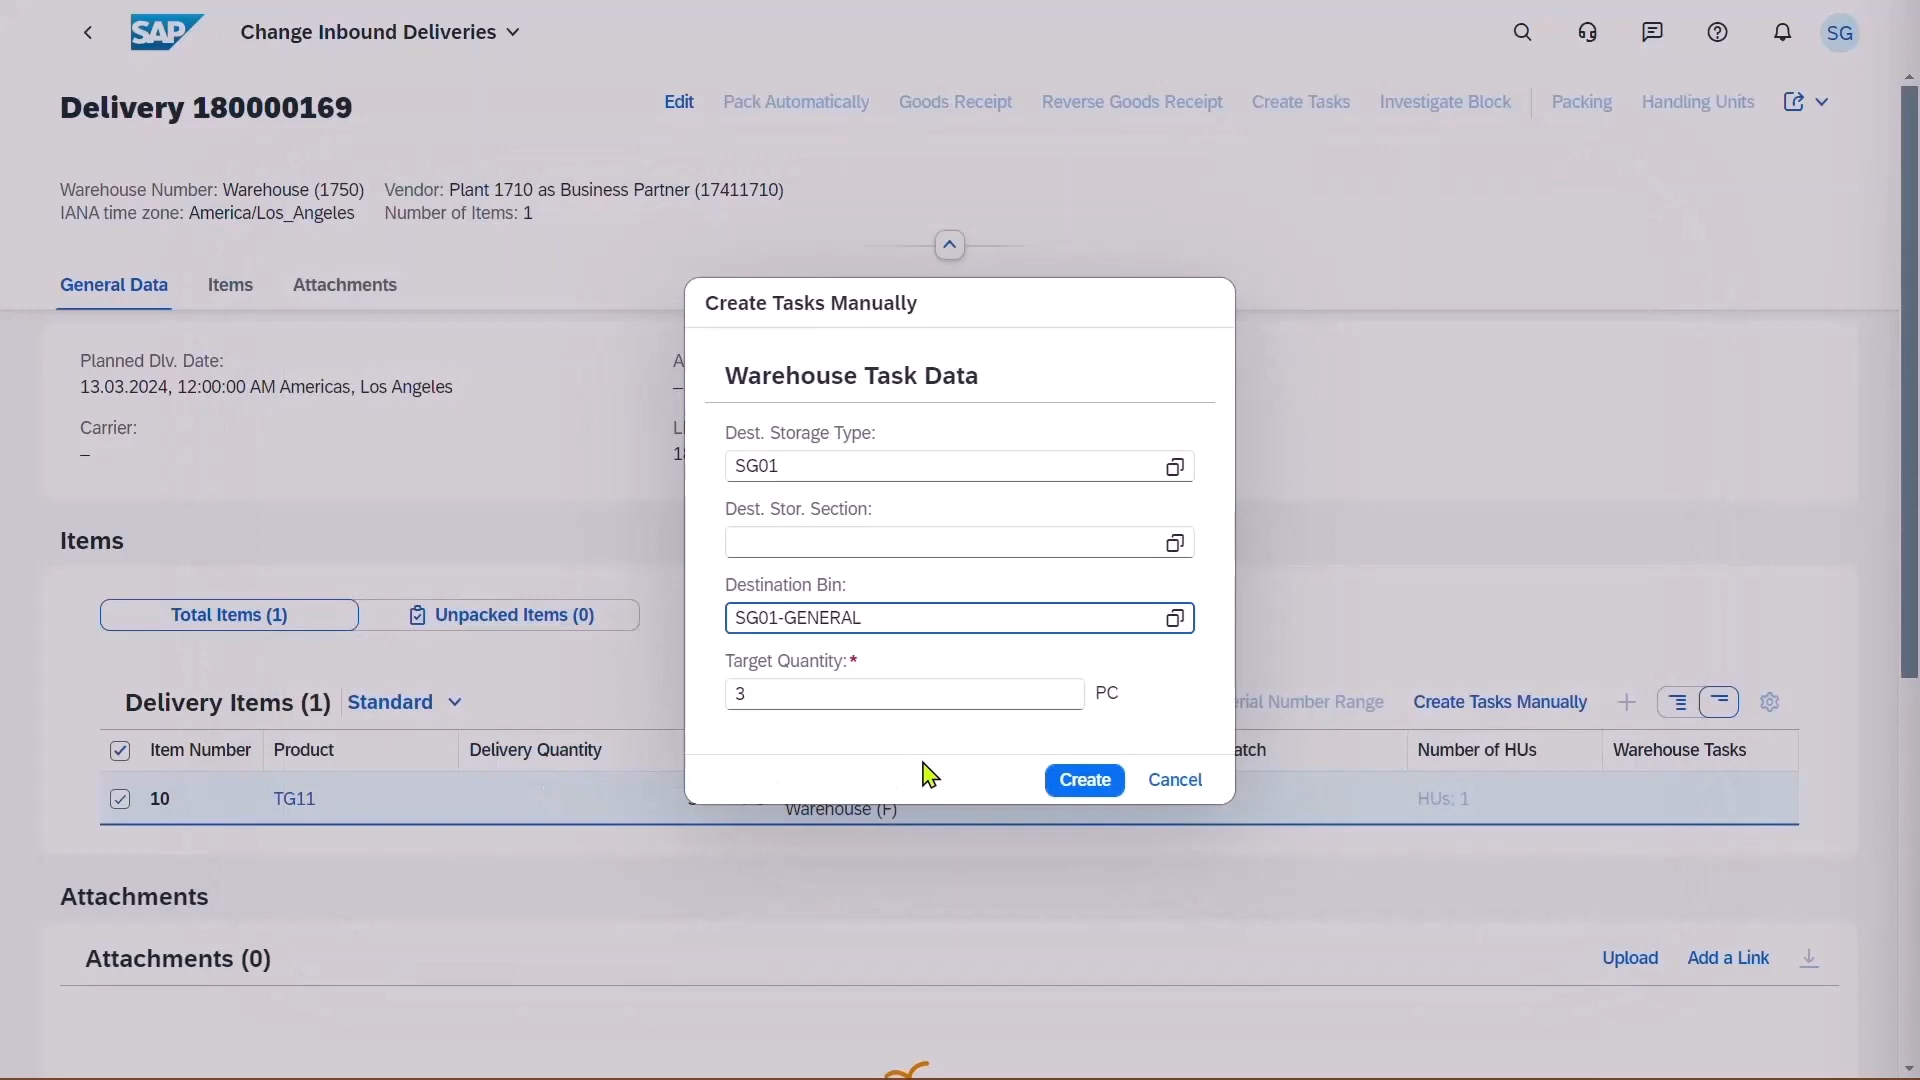 SAP Change Inbound Deliveries
SG
Delivery 180000169
Edit Pack Automatically Goods Receipt Reverse Goods Receipt Create Tasks Investigate Block Packing Handling Units
Warehouse Number: Warehouse (1750) Vendor: Plant 1710 as Business Partner (17411710)
IANA time zone: America/Los_Angeles Number of Items: 1
General Data Items Attachments
Create Tasks Manually
Planned Dlv. Date:
13.03.2024, 12:00:00 AM Americas, Los Angeles
Carrier:
–
Warehouse Task Data
Dest. Storage Type:
SG01
Dest. Stor. Section:
Destination Bin:
SG01-GENERAL
Target Quantity:*
3 PC
Create Cancel
Items
Total Items (1) Unpacked Items (0)
Delivery Items (1) Standard Number Range Create Tasks Manually
Item Number Product Delivery Quantity Number of HUs Warehouse Tasks
10 TG11 Warehouse (F) HUs: 1
Attachments
Attachments (0) Upload Add a Link